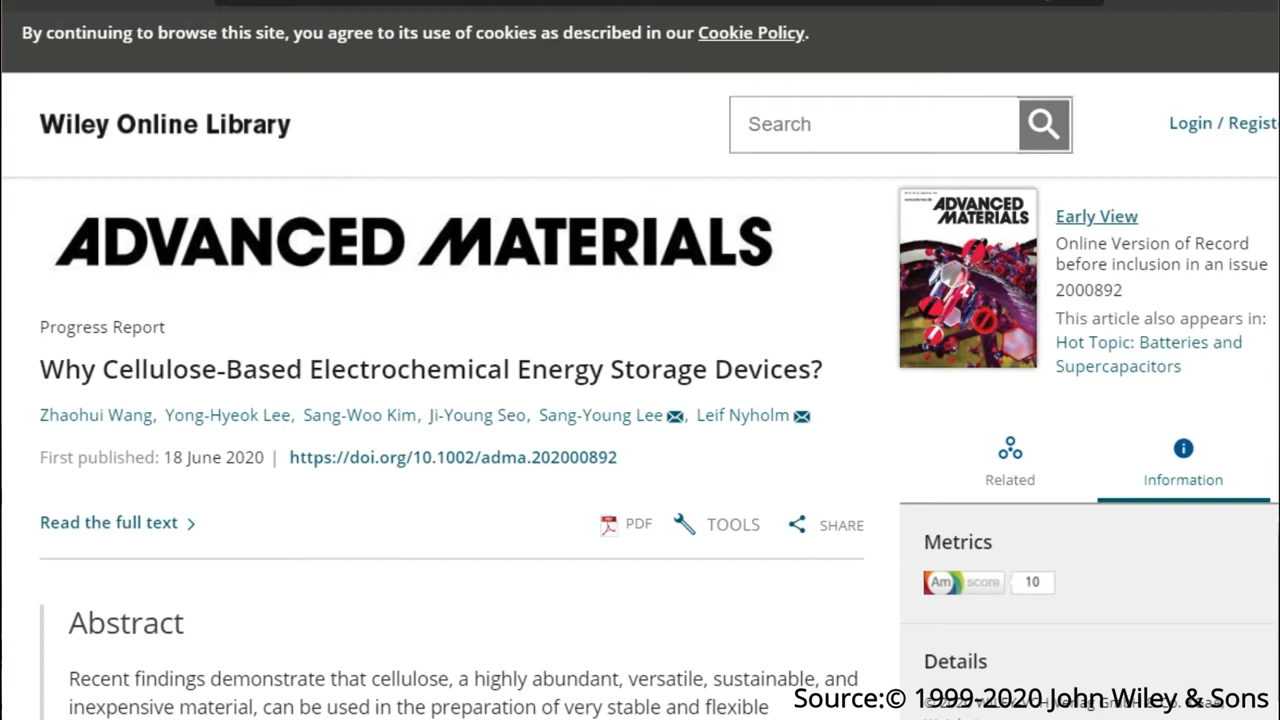 By continuing to browse this site, you agree to its use of cookies as described in our Cookie Policy.
Wiley Online Library
Search
Login / Regist
ADVANCED MATERIALS
Progress Report
Why Cellulose-Based Electrochemical Energy Storage Devices?
Zhaohui Wang, Yong-Hyeok Lee, Sang-Woo Kim, Ji-Young Seo, Sang-Young Lee, Leif Nyholm
First published: 18 June 2020 | https://doi.org/10.1002/adma.202000892
Read the full text
PDF
TOOLS
SHARE
Abstract
Recent findings demonstrate that cellulose, a highly abundant, versatile, sustainable, and
inexpensive material, can be used in the preparation of very stable and flexible
ADVANCED
MATERIALS
Early View
Online Version of Record
before inclusion in an issue
2000892
This article also appears in:
Hot Topic: Batteries and
Supercapacitors
Related
Information
Metrics
Am score 10
Details
Source:© 1999-2020 John Wiley & Sons